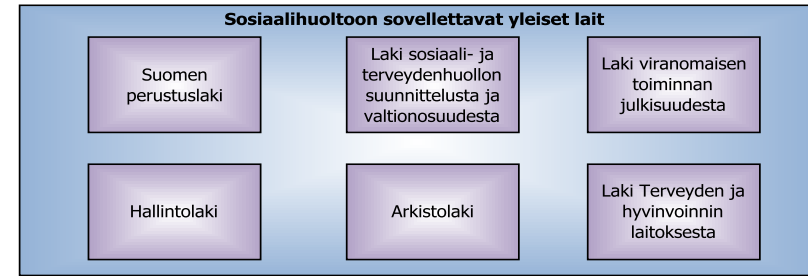 Sosiaalihuoltoon sovellettavat yleiset lait
Suomen
perustuslaki
Laki sosiaali- ja
terveydenhuollon
suunnittelusta ja
valtionosuudesta
Laki viranomaisen
toiminnan
julkisuudesta
Hallintolaki
Arkistolaki
Laki Terveyden ja
hyvinvoinnin
laitoksesta